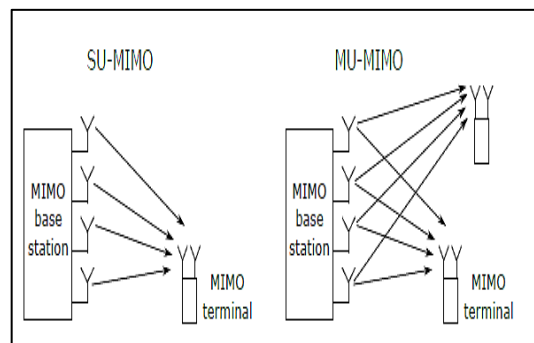 SU-MIMO
MU-MIMO
MIMO
base
station
MIMO
terminal
MIMO
base
station
MIMO
terminal